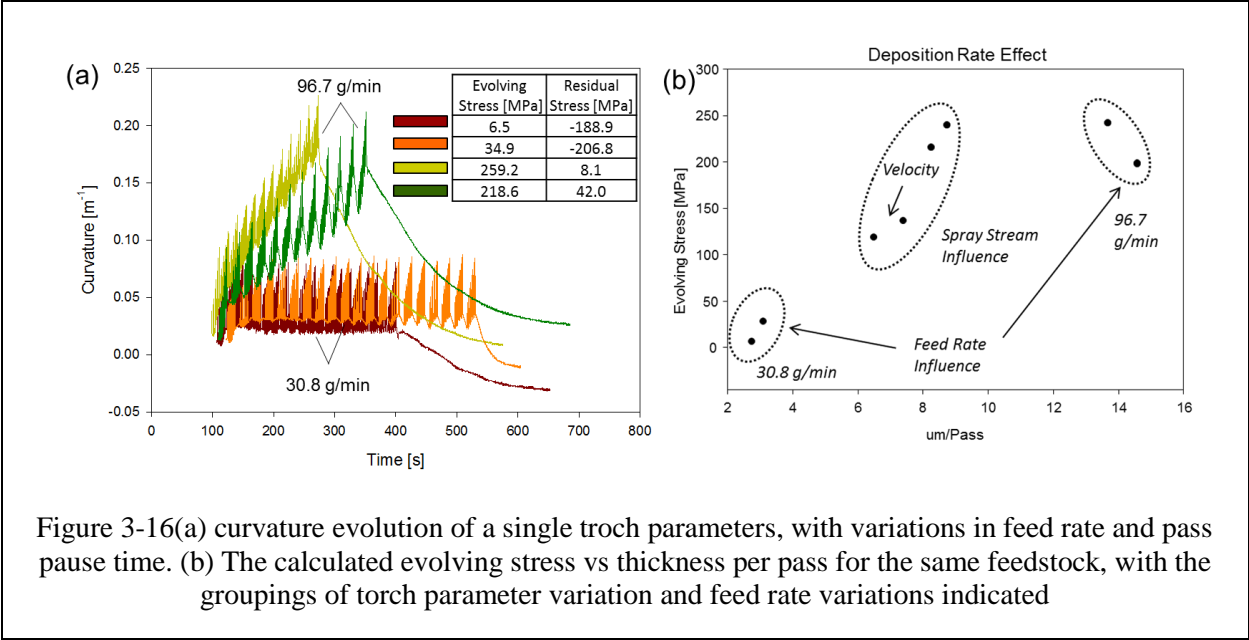 (a)
0.25
0.20
0.15
0.10
0.05
0.00
-0.05
Curvature [m-1]
0 100 200 300 400 500 600 700 800
Time [s]
96.7 g/min
30.8 g/min
Evolving Stress [MPa] Residual Stress [MPa]
6.5 -188.9
34.9 -206.8
259.2 8.1
218.6 42.0
(b)
Deposition Rate Effect
300
250
200
150
100
50
0
Evolving Stress [MPa]
2 4 6 8 10 12 14 16
um/Pass
Velocity
Spray Stream
Influence
96.7
g/min
Feed Rate
Influence
30.8 g/min
Figure 3-16(a) curvature evolution of a single troch parameters, with variations in feed rate and pass
pause time. (b) The calculated evolving stress vs thickness per pass for the same feedstock, with the
groupings of torch parameter variation and feed rate variations indicated